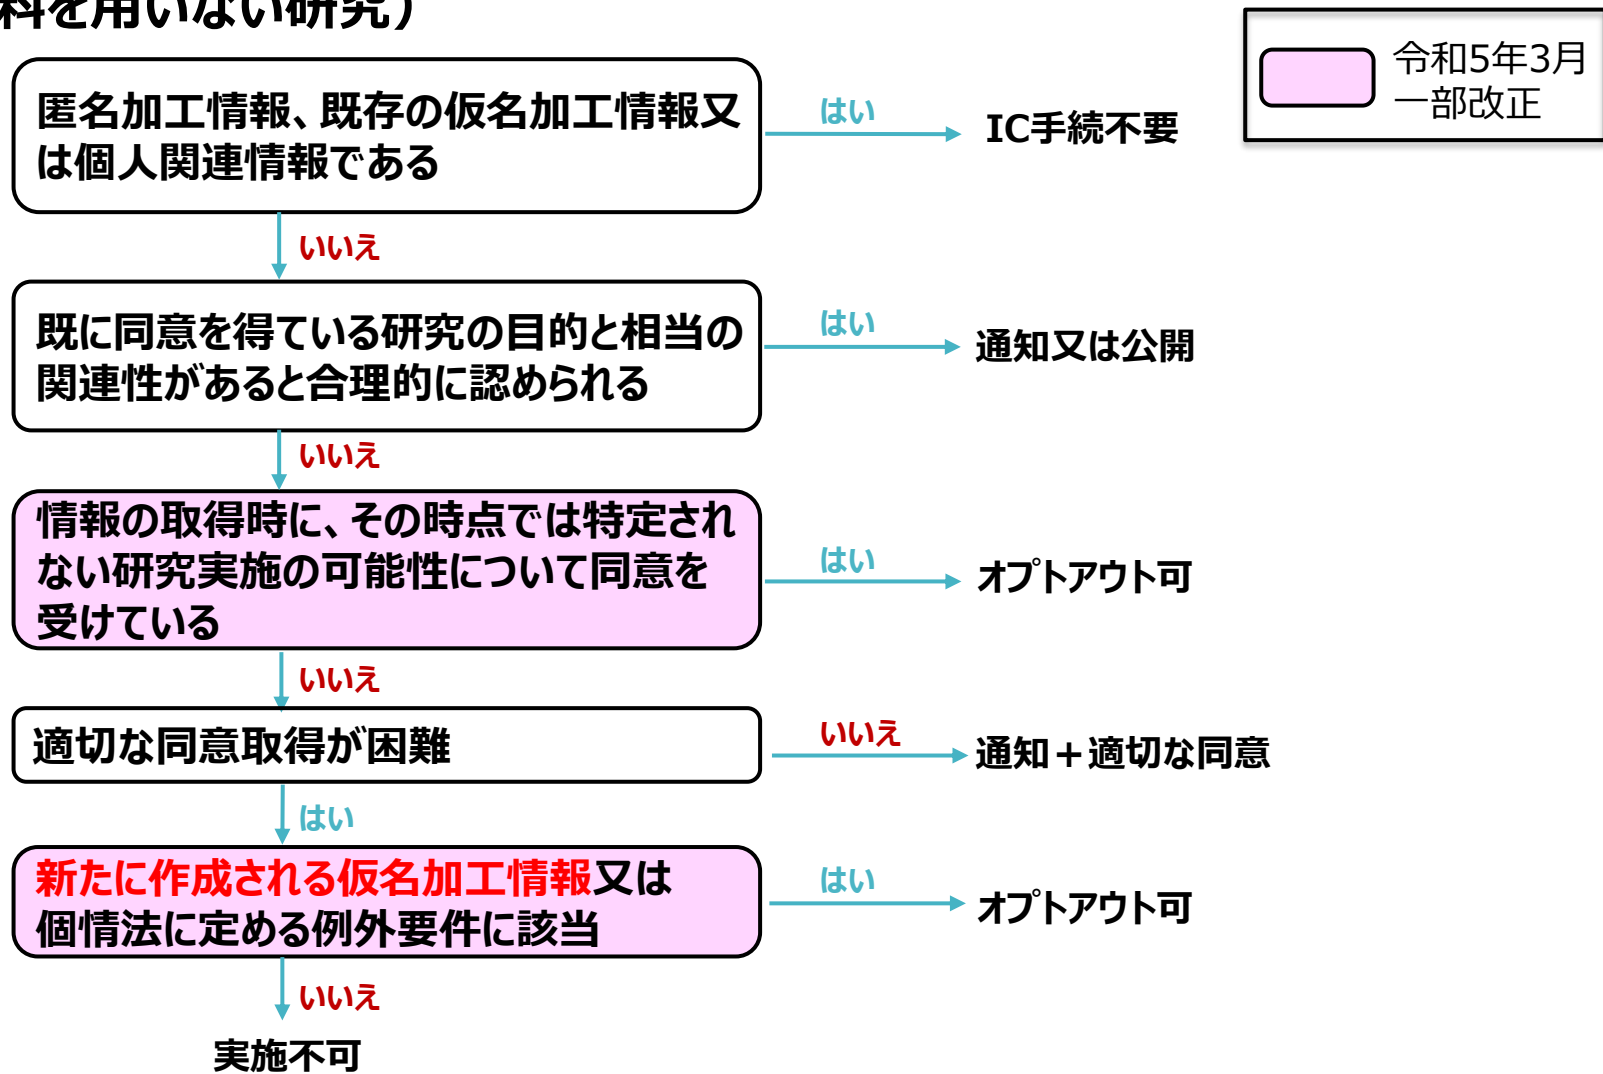 料を用いない研究）
令和5年3月
一部改正
匿名加工情報、既存の仮名加工情報又
は個人関連情報である
はい
IC手続不要
いいえ
既に同意を得ている研究の目的と相当の
関連性があると合理的に認められる
はい
通知又は公開
いいえ
情報の取得時に、その時点では特定され
ない研究実施の可能性について同意を
受けている
はい
オプトアウト可
いいえ
適切な同意取得が困難
いいえ
通知＋適切な同意
はい
新たに作成される仮名加工情報又は
個情法に定める例外要件に該当
はい
オプトアウト可
いいえ
実施不可